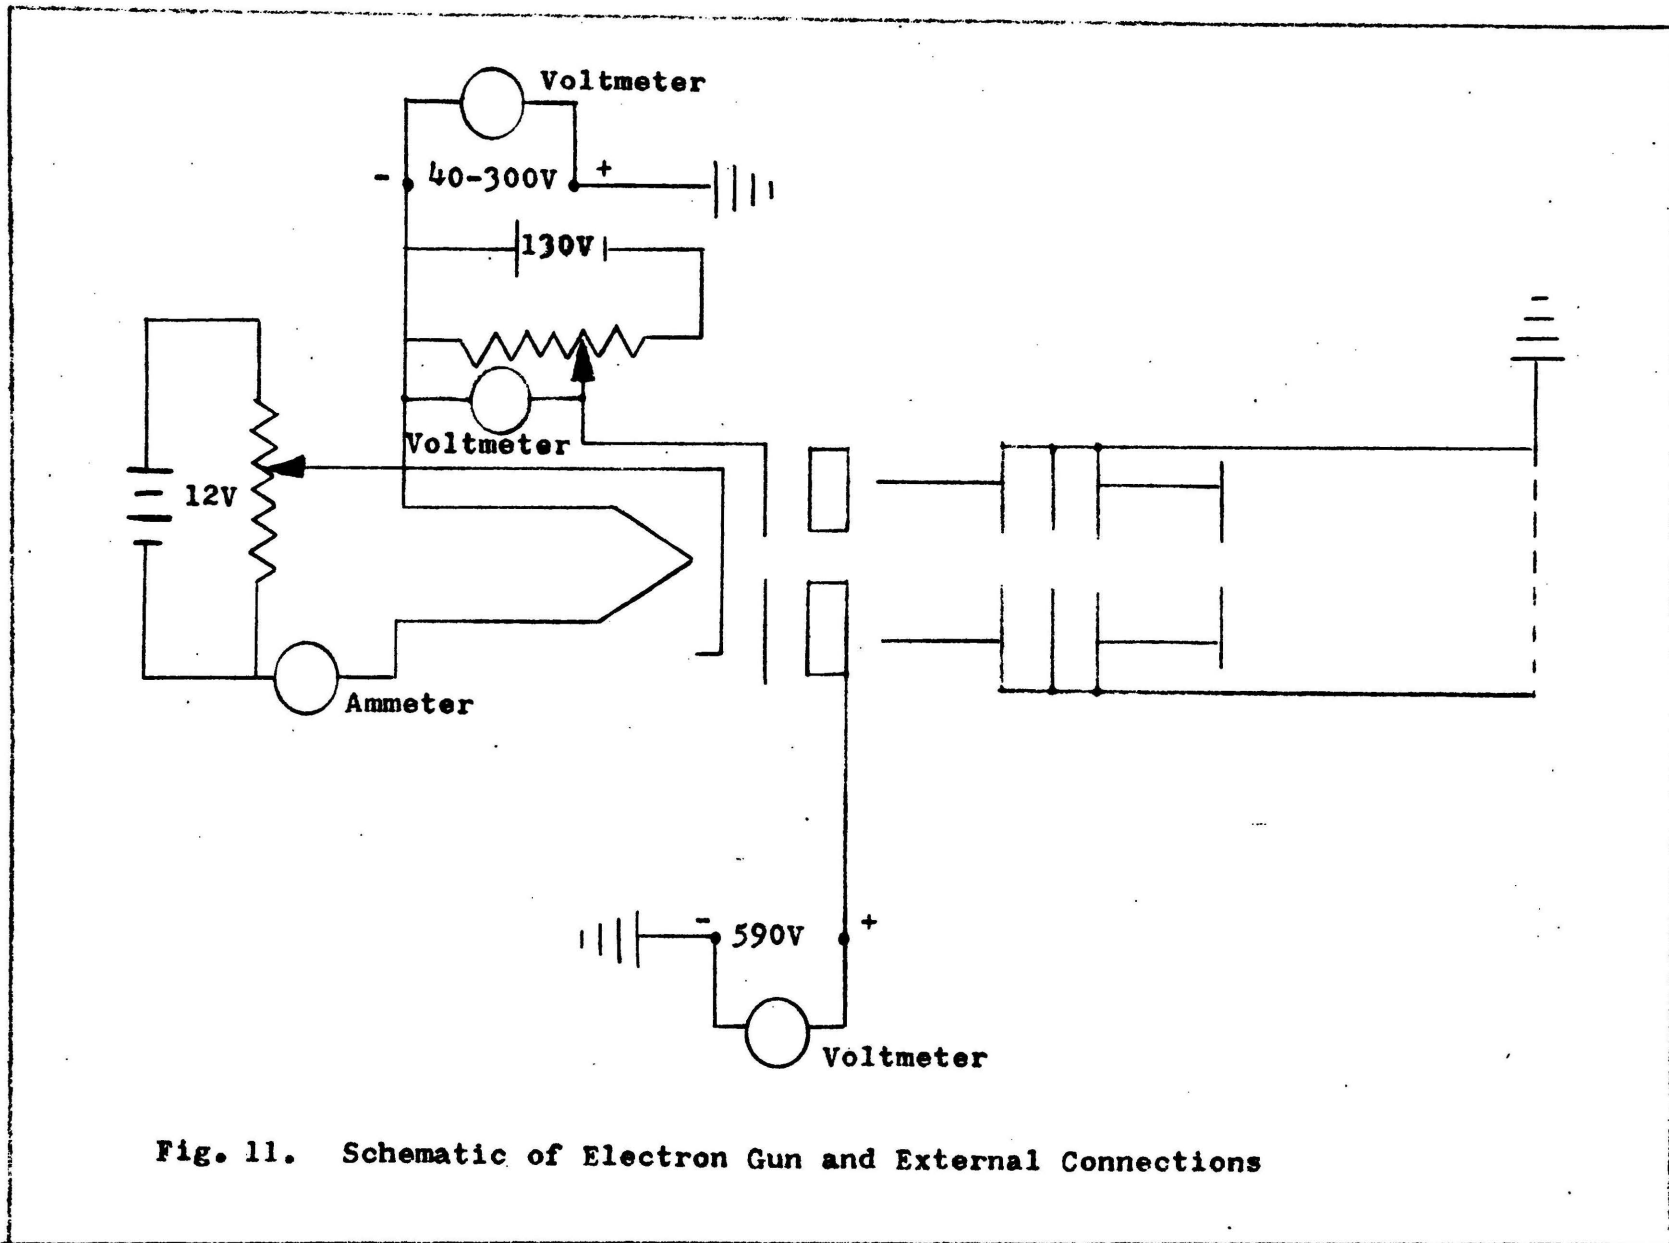 Voltmeter
- 40-300V +
130V
Voltmeter
12V
Ammeter
- 590V +
Voltmeter
Fig. 11. Schematic of Electron Gun and External Connections